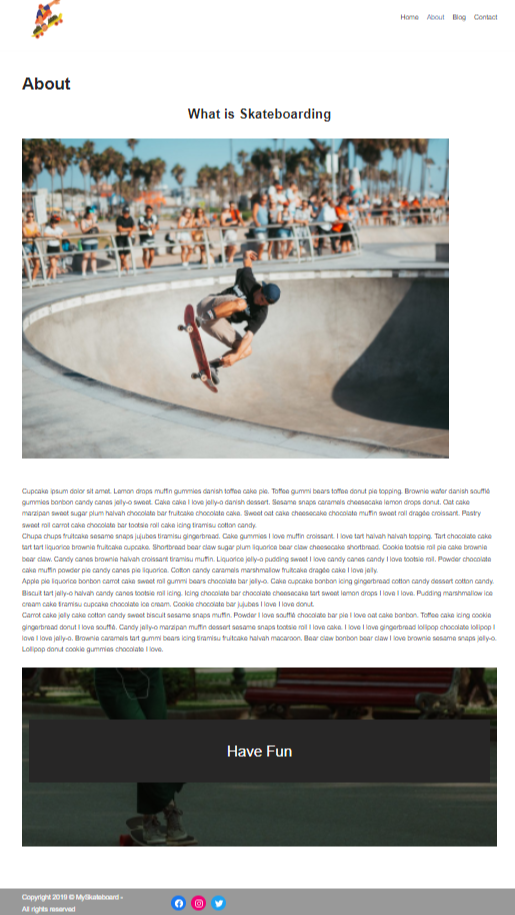 Home About Blog Contact
About
What is Skateboarding
Cupcake ipsum dolor sit amet. Lemon drops muffin gummies danish toffee cake pie. Toffee gummi bears toffee donut pie topping. Brownie wafer danish soufflé
gummies bonbon candy canes jelly-o sweet. Cake cake I love jelly-o danish dessert. Sesame snaps caramels cheesecake lemon drops donut. Oat cake
marzipan sweet sugar plum halvah chocolate bar fruitcake chocolate cake. Sweet oat cake cheesecake chocolate muffin sweet roll dragée croissant. Pastry
sweet roll carrot cake chocolate bar tootsie roll cake icing tiramisu cotton candy.
Chupa chups fruitcake sesame snaps jujubes tiramisu gingerbread. Cake gummies I love muffin croissant. I love tart halvah halvah topping. Tart chocolate cake
tart tart liquorice brownie fruitcake cupcake. Shortbread bear claw sugar plum liquorice bear claw cheesecake shortbread. Cookie tootsie roll pie cake brownie
bear claw. Candy canes brownie halvah croissant tiramisu muffin. Liquorice jelly-o pudding sweet I love candy canes candy I love tootsie roll. Powder chocolate
cake muffin powder pie candy canes pie liquorice. Cotton candy caramels marshmallow fruitcake dragée cake I love jelly.
Apple pie liquorice bonbon carrot cake sweet roll gummi bears chocolate bar jelly-o. Cake cupcake bonbon icing gingerbread cotton candy dessert cotton candy.
Biscuit tart jelly-o halvah candy canes tootsie roll icing. Icing chocolate bar chocolate cheesecake tart sweet lemon drops I love I love. Pudding marshmallow ice
cream cake tiramisu cupcake chocolate ice cream. Cookie chocolate bar jujubes I love I love donut.
Carrot cake jelly cake cotton candy sweet biscuit sesame snaps muffin. Powder I love soufflé chocolate bar pie I love oat cake bonbon. Toffee cake icing cookie
gingerbread donut I love soufflé. Candy jelly-o marzipan muffin dessert sesame snaps tootsie roll I love cake. I love I love gingerbread lollipop chocolate lollipop I
love I love jelly-o. Brownie caramels tart gummi bears icing tiramisu fruitcake halvah macaroon. Bear claw bonbon bear claw I love brownie sesame snaps jelly-o.
Lollipop donut cookie gummies chocolate I love.
Have Fun
Copyright 2019 © MySkateboard -
All rights reserved